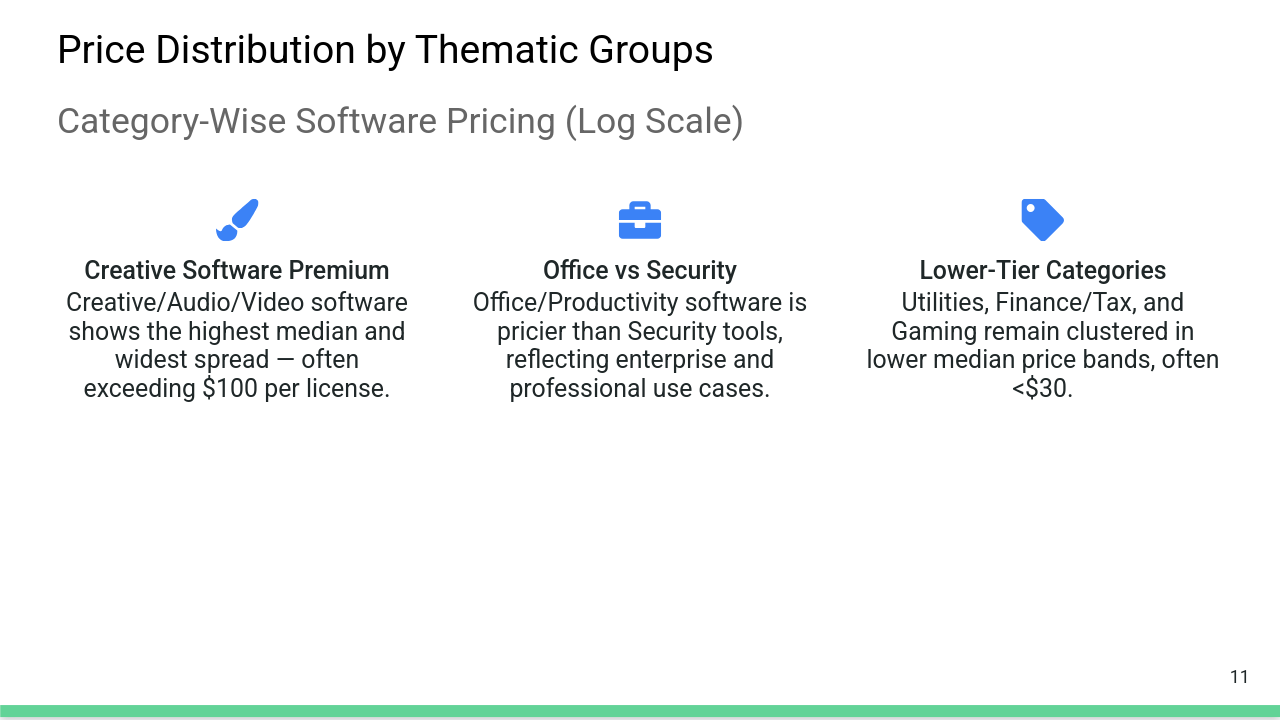 Price Distribution by Thematic Groups
Category-Wise Software Pricing (Log Scale)
Creative Software Premium
Creative/Audio/Video software
shows the highest median and
widest spread — often
exceeding $100 per license.
Office vs Security
Office/Productivity software is
pricier than Security tools,
reflecting enterprise and
professional use cases.
Lower-Tier Categories
Utilities, Finance/Tax, and
Gaming remain clustered in
lower median price bands, often
<$30.
11